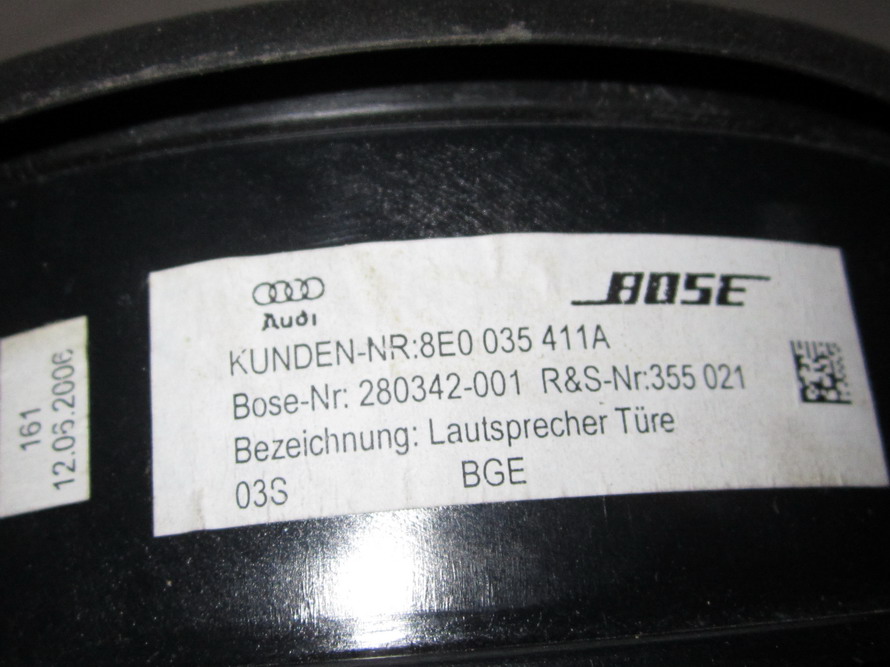 Audi
BOSE
KUNDEN-NR:8E0 035 411A
Bose-Nr: 280342-001 R&S-Nr:355 021
Bezeichnung: Lautsprecher Türe
03S BGE
161
12.06.2006